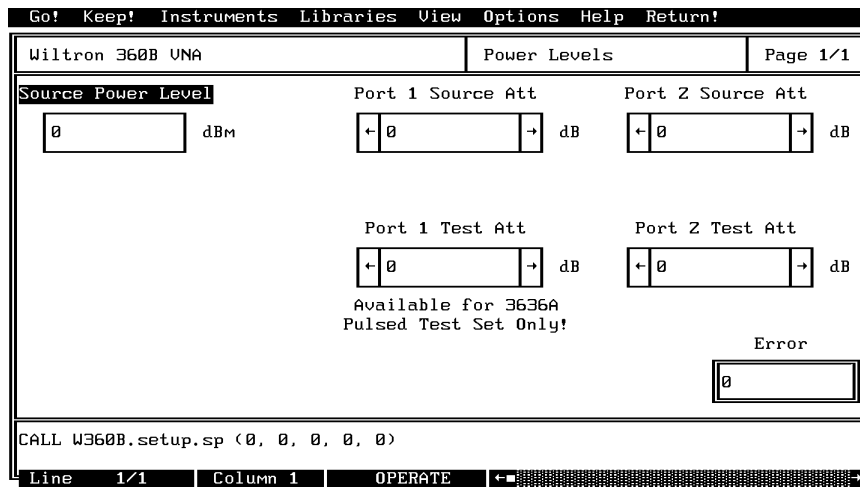 Go! Keep! Instruments Libraries View Options Help Return!
Wiltron 360B VNA Power Levels Page 1/1
Source Power Level Port 1 Source Att Port 2 Source Att
0 dBm ← 0 → dB ← 0 → dB
Port 1 Test Att Port 2 Test Att
← 0 → dB ← 0 → dB
Available for 3636A
Pulsed Test Set Only!
Error
0
CALL W360B.setup.sp (0, 0, 0, 0, 0)
Line 1/1 Column 1 OPERATE